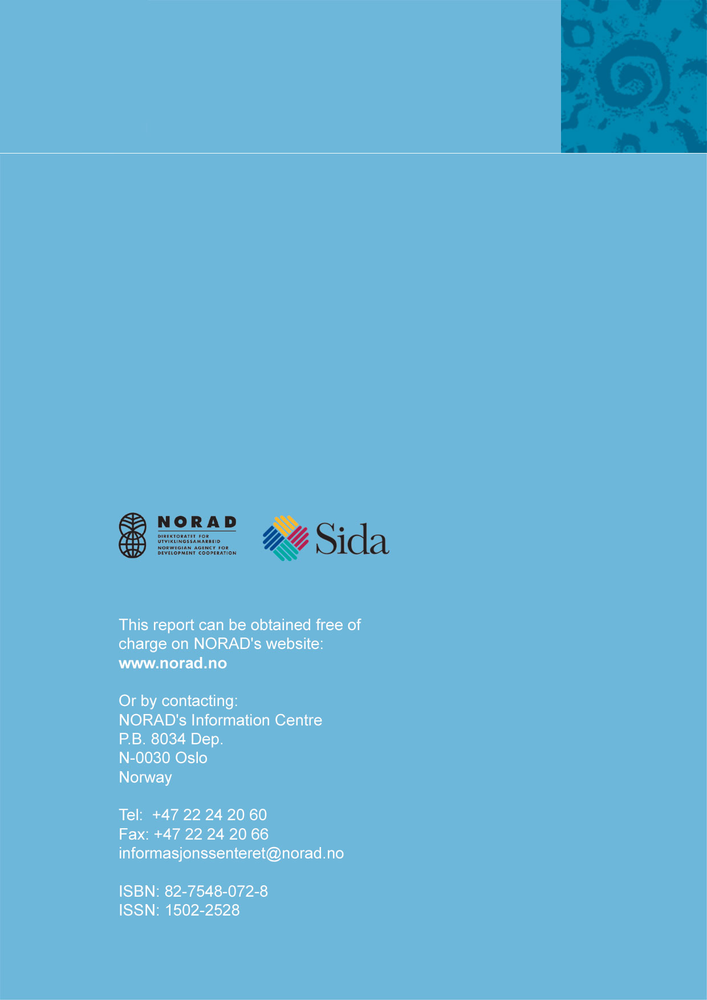 NORAD
DIREKTORATET FOR
UTVIKLINGSSAMARBEID
NORWEGIAN AGENCY FOR
DEVELOPMENT COOPERATION
Sida
This report can be obtained free of
charge on NORAD's website:
www.norad.no
Or by contacting:
NORAD's Information Centre
P.B. 8034 Dep.
N-0030 Oslo
Norway
Tel: +47 22 24 20 60
Fax: +47 22 24 20 66
informasjonssenteret@norad.no
ISBN: 82-7548-072-8
ISSN: 1502-2528